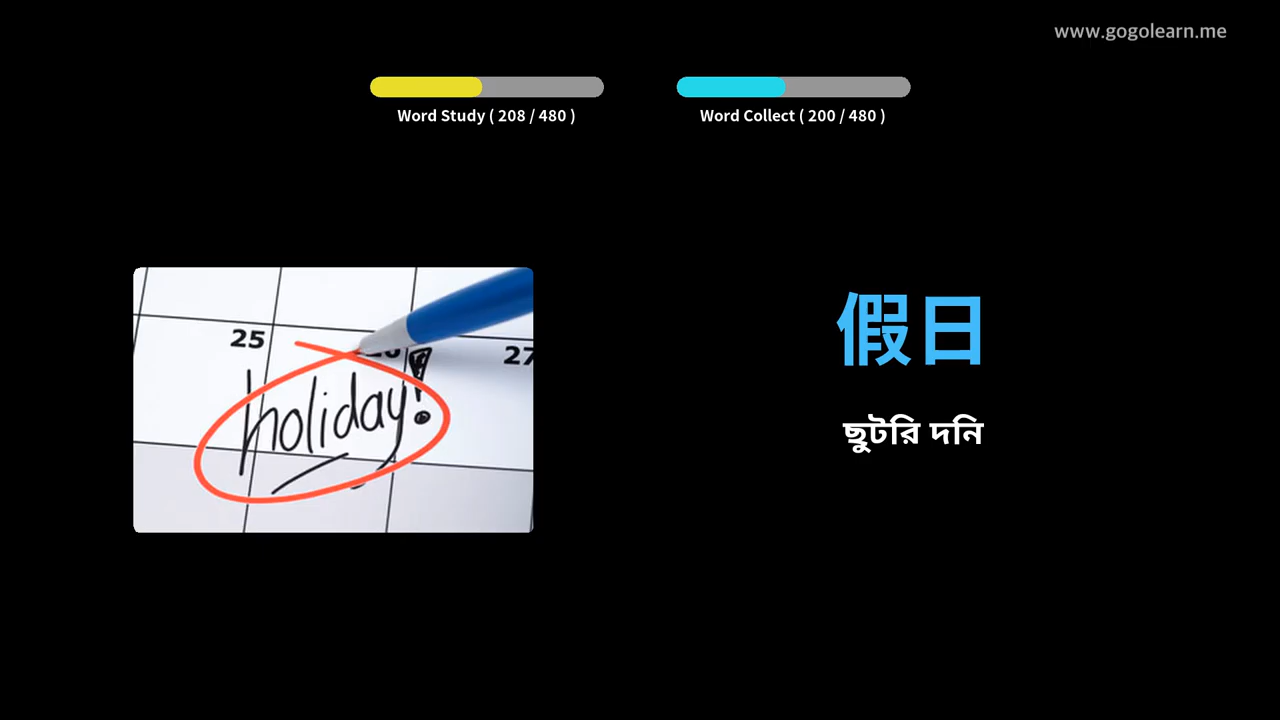 www.gogolearn.me
Word Study ( 208 / 480 )
Word Collect ( 200 / 480 )
25
27
holiday!
假日
ছুটরি দনি